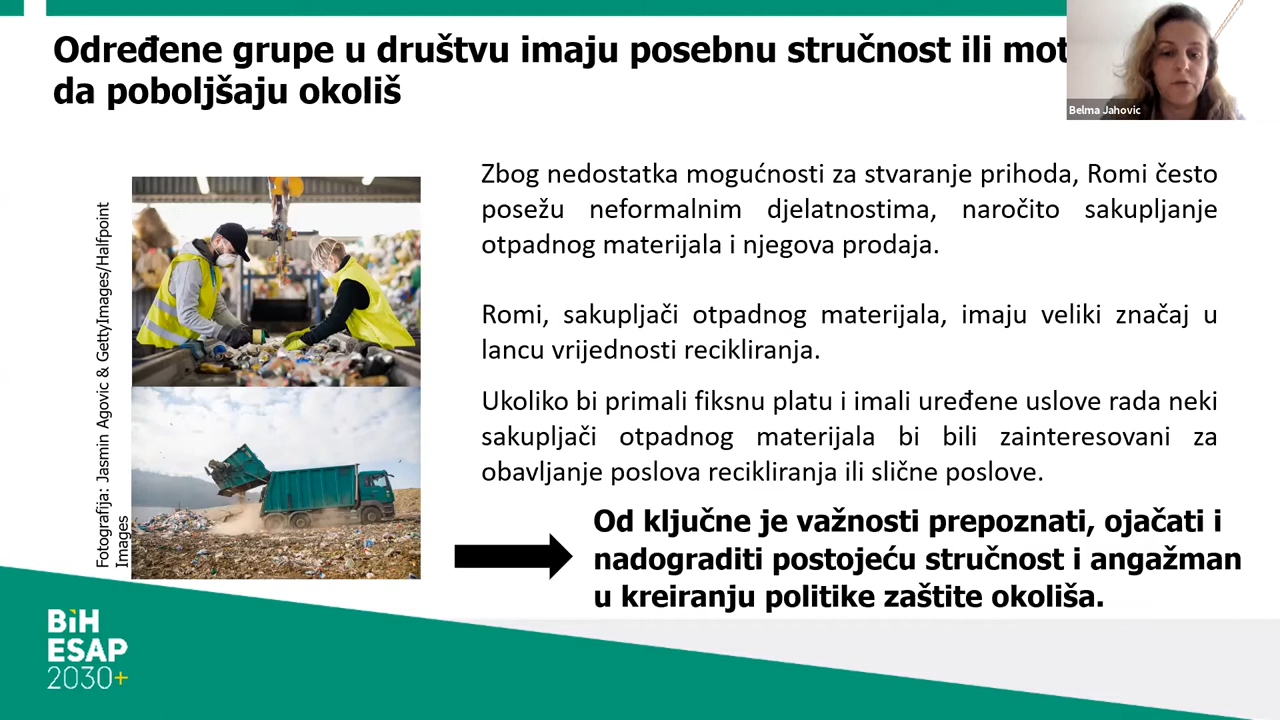 Određene grupe u društvu imaju posebnu stručnost ili
da poboljšaju okoliš
Belma Jahovic
Fotografija: Jasmin Agovic & GettyImages/Halfpoint
Images
Zbog nedostatka mogućnosti za stvaranje prihoda, Romi često
posežu neformalnim djelatnostima, naročito sakupljanje
otpadnog materijala i njegova prodaja.
Romi, sakupljači otpadnog materijala, imaju veliki značaj u
lancu vrijednosti recikliranja.
Ukoliko bi primali fiksnu platu i imali uređene uslove rada neki
sakupljači otpadnog materijala bi bili zainteresovani za
obavljanje poslova recikliranja ili slične poslove.
Od ključne je važnosti prepoznati, ojačati i
nadograditi postojeću stručnost i angažman
u kreiranju politike zaštite okoliša.
BiH
ESAP
2030+